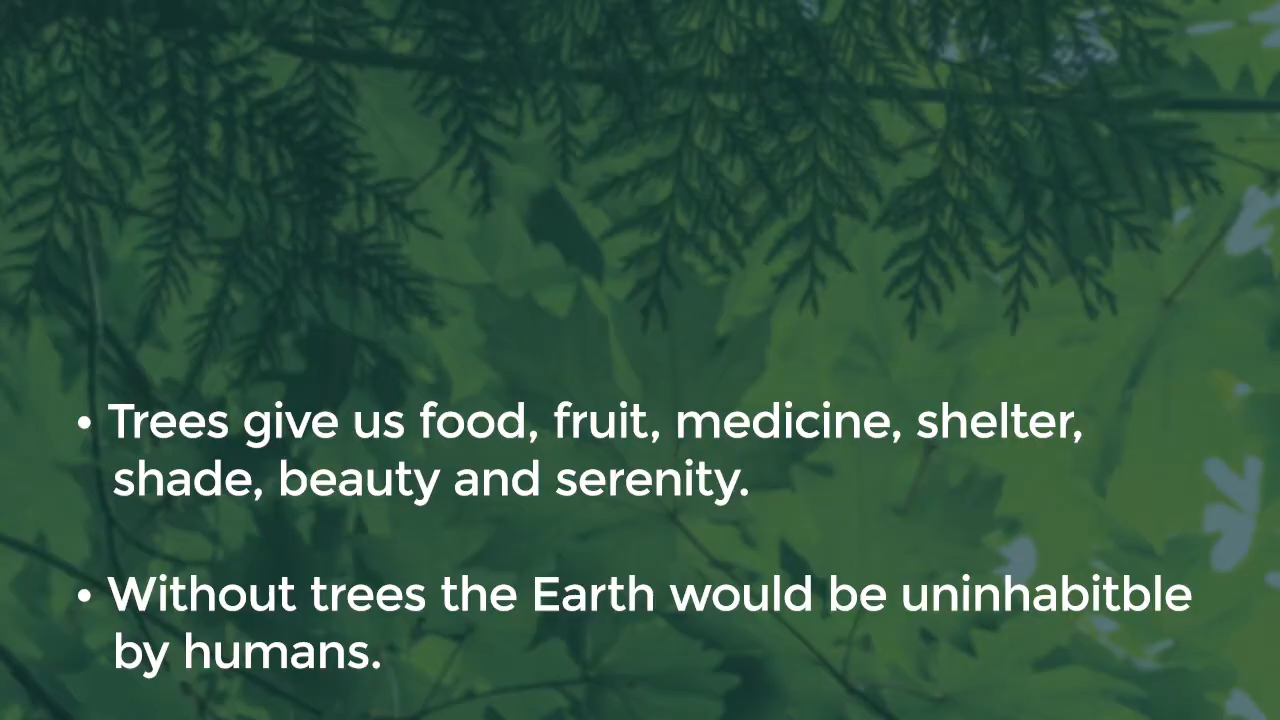 • Trees give us food, fruit, medicine, shelter,
shade, beauty and serenity.
• Without trees the Earth would be uninhabitble
by humans.